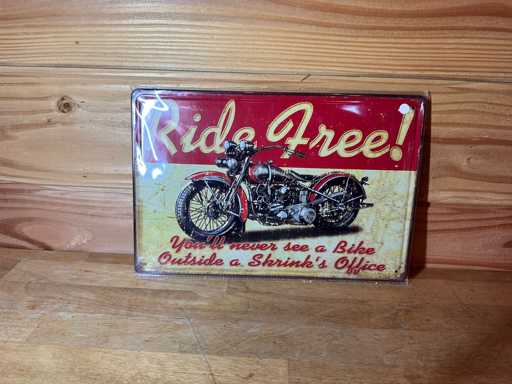 Ride Free!
You'll never see a Bike
Outside a Shrink's Office